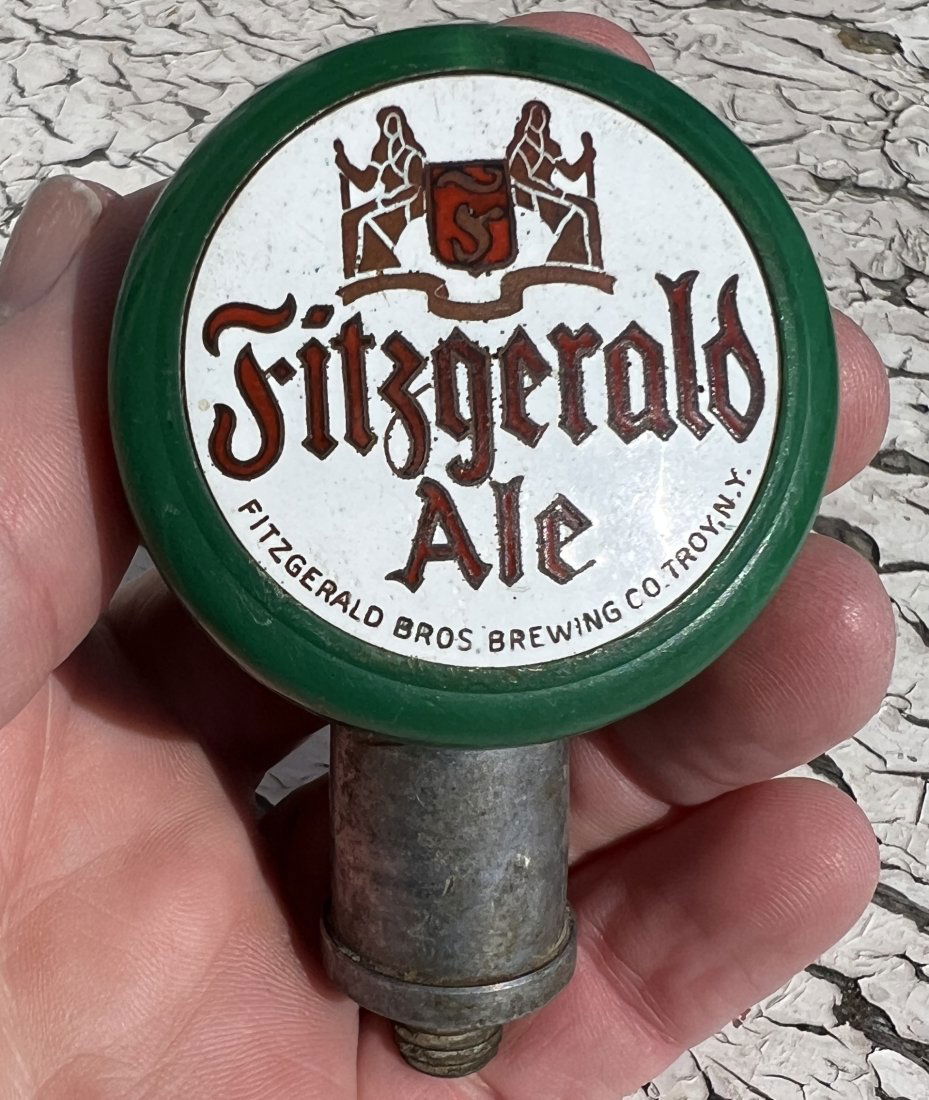 F
Fitzgerald
Ale
FITZGERALD BROS. BREWING CO. TROY, N.Y.